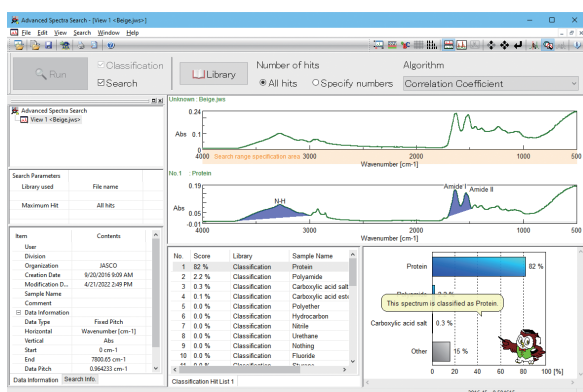 Advanced Spectra Search - [View 1 <Beige.jws>]
File Edit View Search Window Help
Run
Classification
Search
Library
Number of hits
All hits Specify numbers
Algorithm
Correlation Coefficient
Advanced Spectra Search
View 1 <Beige.jws>
Search Parameters
Library used File name
Maximum Hit All hits
Item Contents
User
Division
Organization JASCO
Creation Date 9/20/2016 9:09 AM
Modification D... 4/21/2022 2:49 PM
Sample Name
Comment
Data Information
Data Type Fixed Pitch
Horizontal Wavenumber [cm-1]
Vertical Abs
Start 0 cm-1
End 7800.65 cm-1
Data Pitch 0.964233 cm-1
Data Information Search Info.
Unknown : Beige.jws
0.24
Abs 0.1
0
4000 Search range specification area 3000 2000 1000 500
Wavenumber [cm-1]
No.1 : Protein
0.19
Abs
0.05
-0.01
N-H
Amide I Amide II
4000 3000 2000 1000 500
Wavenumber [cm-1]
No. Score Library Sample Name
1 82 % Classification Protein
2 2.2 % Classification Polyamide
3 0.3 % Classification Carboxylic acid salt
4 0.1 % Classification Carboxylic acid este
5 0.0 % Classification Polyether
6 0.0 % Classification Hydrocarbon
7 0.0 % Classification Nitrile
8 0.0 % Classification Urethane
9 0.0 % Classification Nothing
10 0.0 % Classification Fluoride
Classification Hit List 1
Protein 82 %
This spectrum is classified as Protein.
Carboxylic acid salt 0.3 %
Other 15 %
0 20 40 60 80 100 [%]